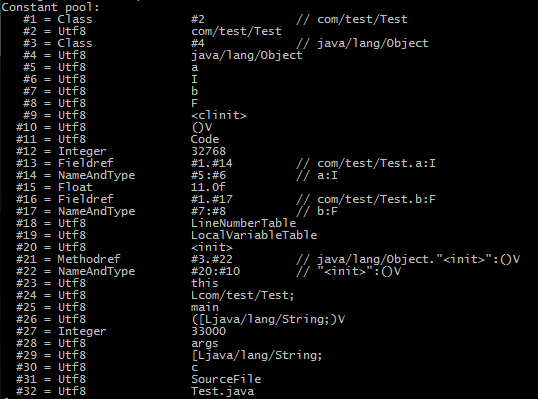 Constant pool:
#1 = Class #2 // com/test/Test
#2 = Utf8 com/test/Test
#3 = Class #4 // java/lang/Object
#4 = Utf8 java/lang/Object
#5 = Utf8 a
#6 = Utf8 I
#7 = Utf8 b
#8 = Utf8 F
#9 = Utf8 <clinit>
#10 = Utf8 ()V
#11 = Utf8 Code
#12 = Integer 32768
#13 = Fieldref #1.#14 // com/test/Test.a:I
#14 = NameAndType #5:#6 // a:I
#15 = Float 11.0f
#16 = Fieldref #1.#17 // com/test/Test.b:F
#17 = NameAndType #7:#8 // b:F
#18 = Utf8 LineNumberTable
#19 = Utf8 LocalVariableTable
#20 = Utf8 <init>
#21 = Methodref #3.#22 // java/lang/Object."<init>":()V
#22 = NameAndType #20:#10 // "<init>":()V
#23 = Utf8 this
#24 = Utf8 Lcom/test/Test;
#25 = Utf8 main
#26 = Utf8 ([Ljava/lang/String;)V
#27 = Integer 33000
#28 = Utf8 args
#29 = Utf8 [Ljava/lang/String;
#30 = Utf8 c
#31 = Utf8 SourceFile
#32 = Utf8 Test.java